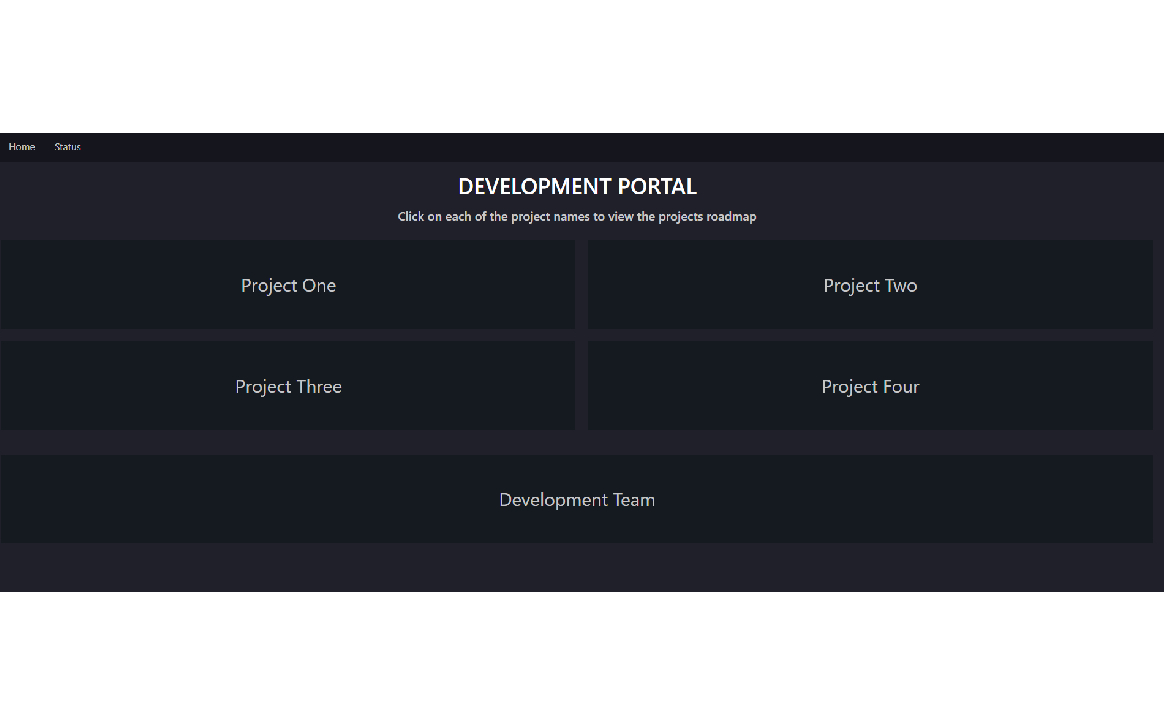 Home Status
DEVELOPMENT PORTAL
Click on each of the project names to view the projects roadmap
Project One
Project Two
Project Three
Project Four
Development Team